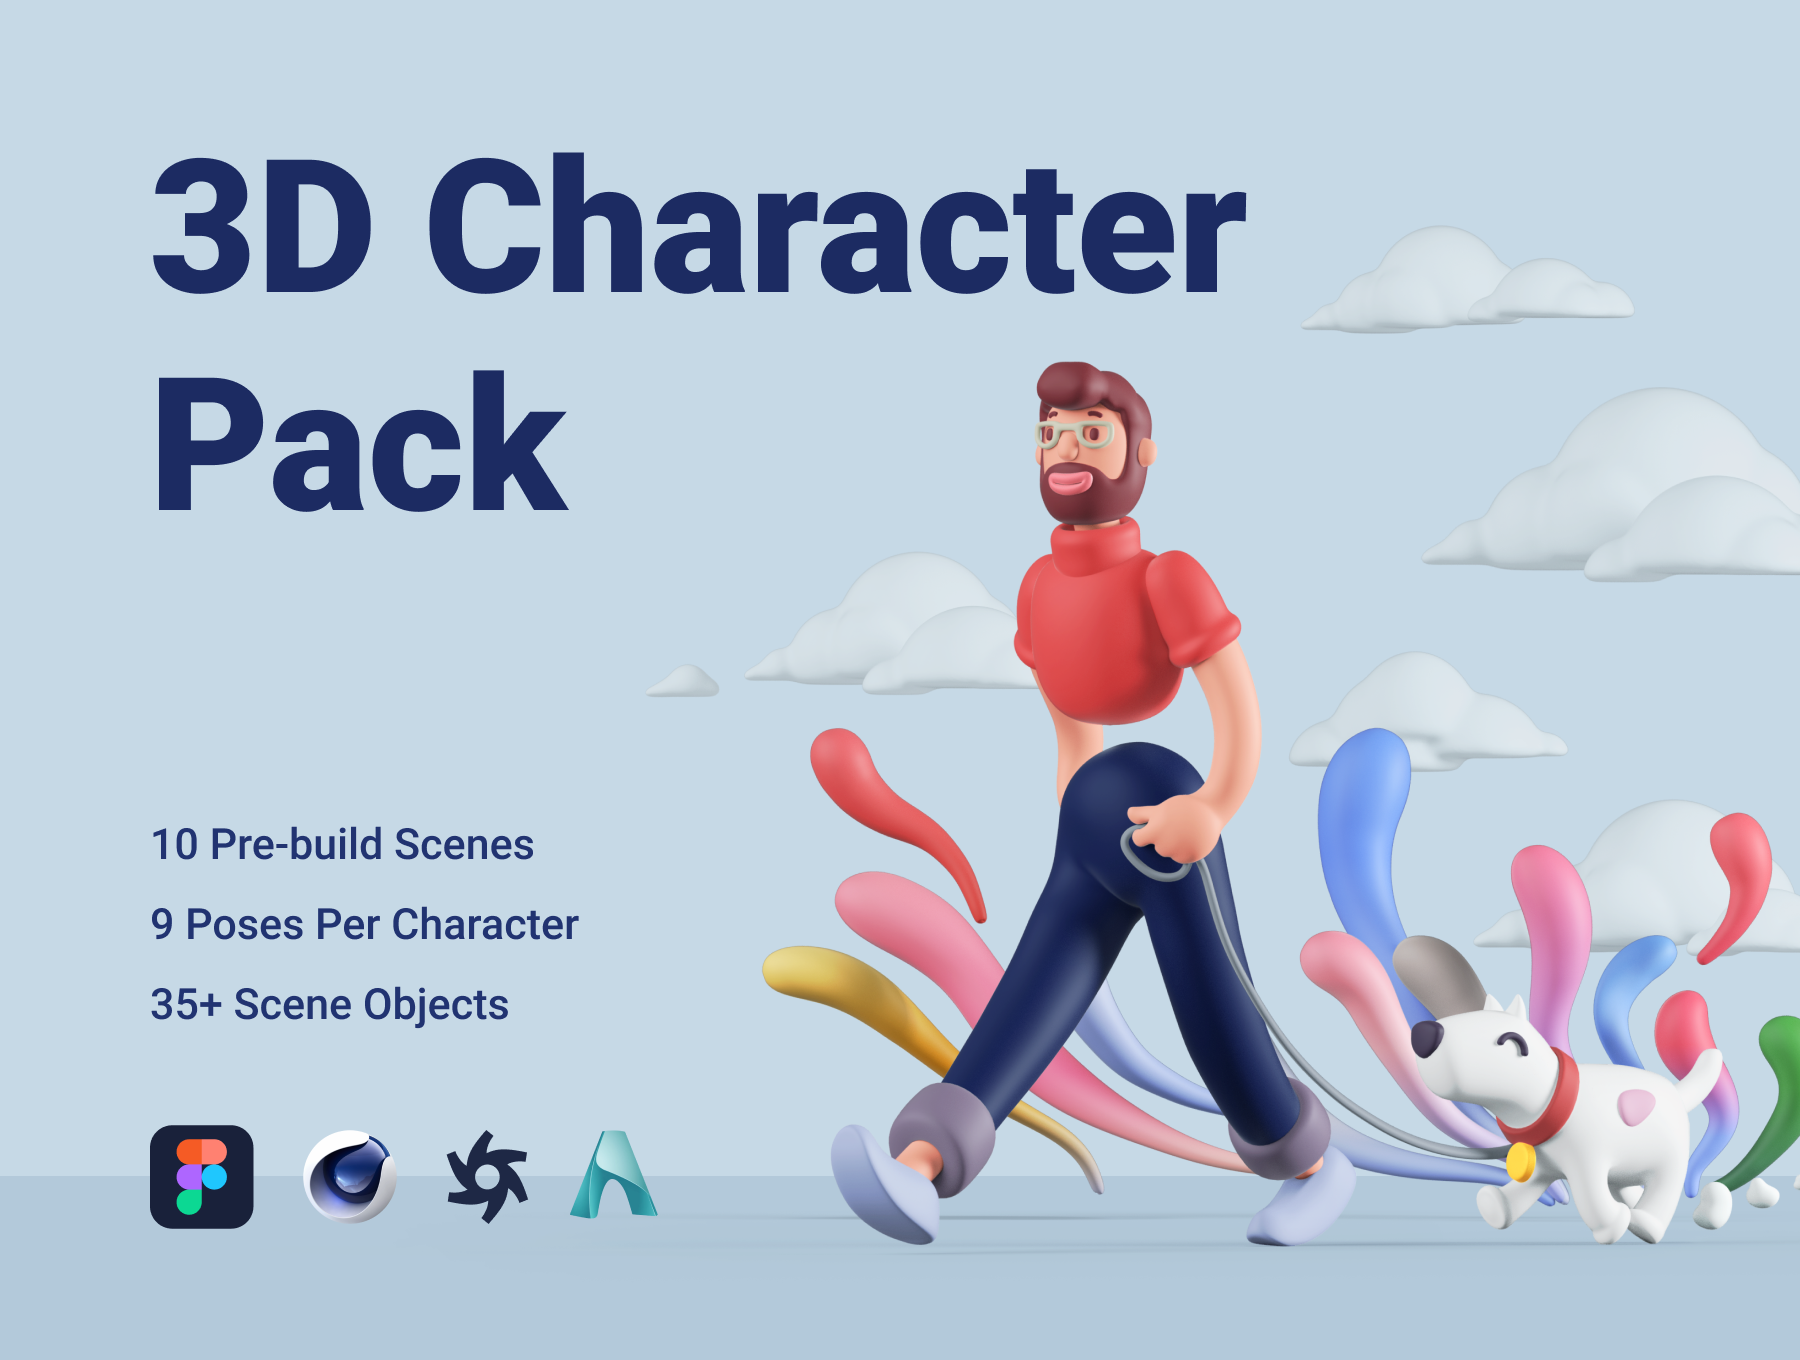 3D Character
Pack
10 Pre-build Scenes
9 Poses Per Character
35+ Scene Objects